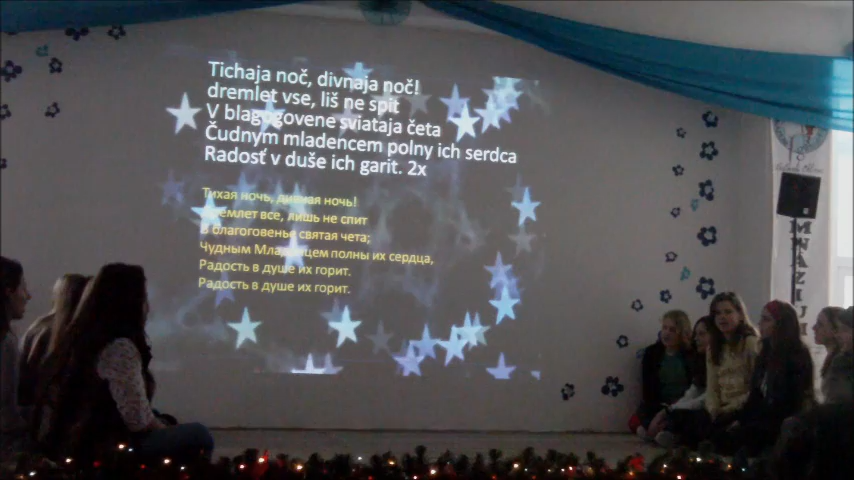 Tichaja noč, divnaja noč!
dremlet vse, liš ne spit
V blagogovene sviataja četa
Čudnym mladencem polny ich serdca
Radosť v duše ich garit. 2x
Тихая ночь, дивная ночь!
Дремлет все, лишь не спит
В благоговенье святая чета;
Чудным Младенцем полны их сердца,
Радость в душе их горит.
Радость в душе их горит.